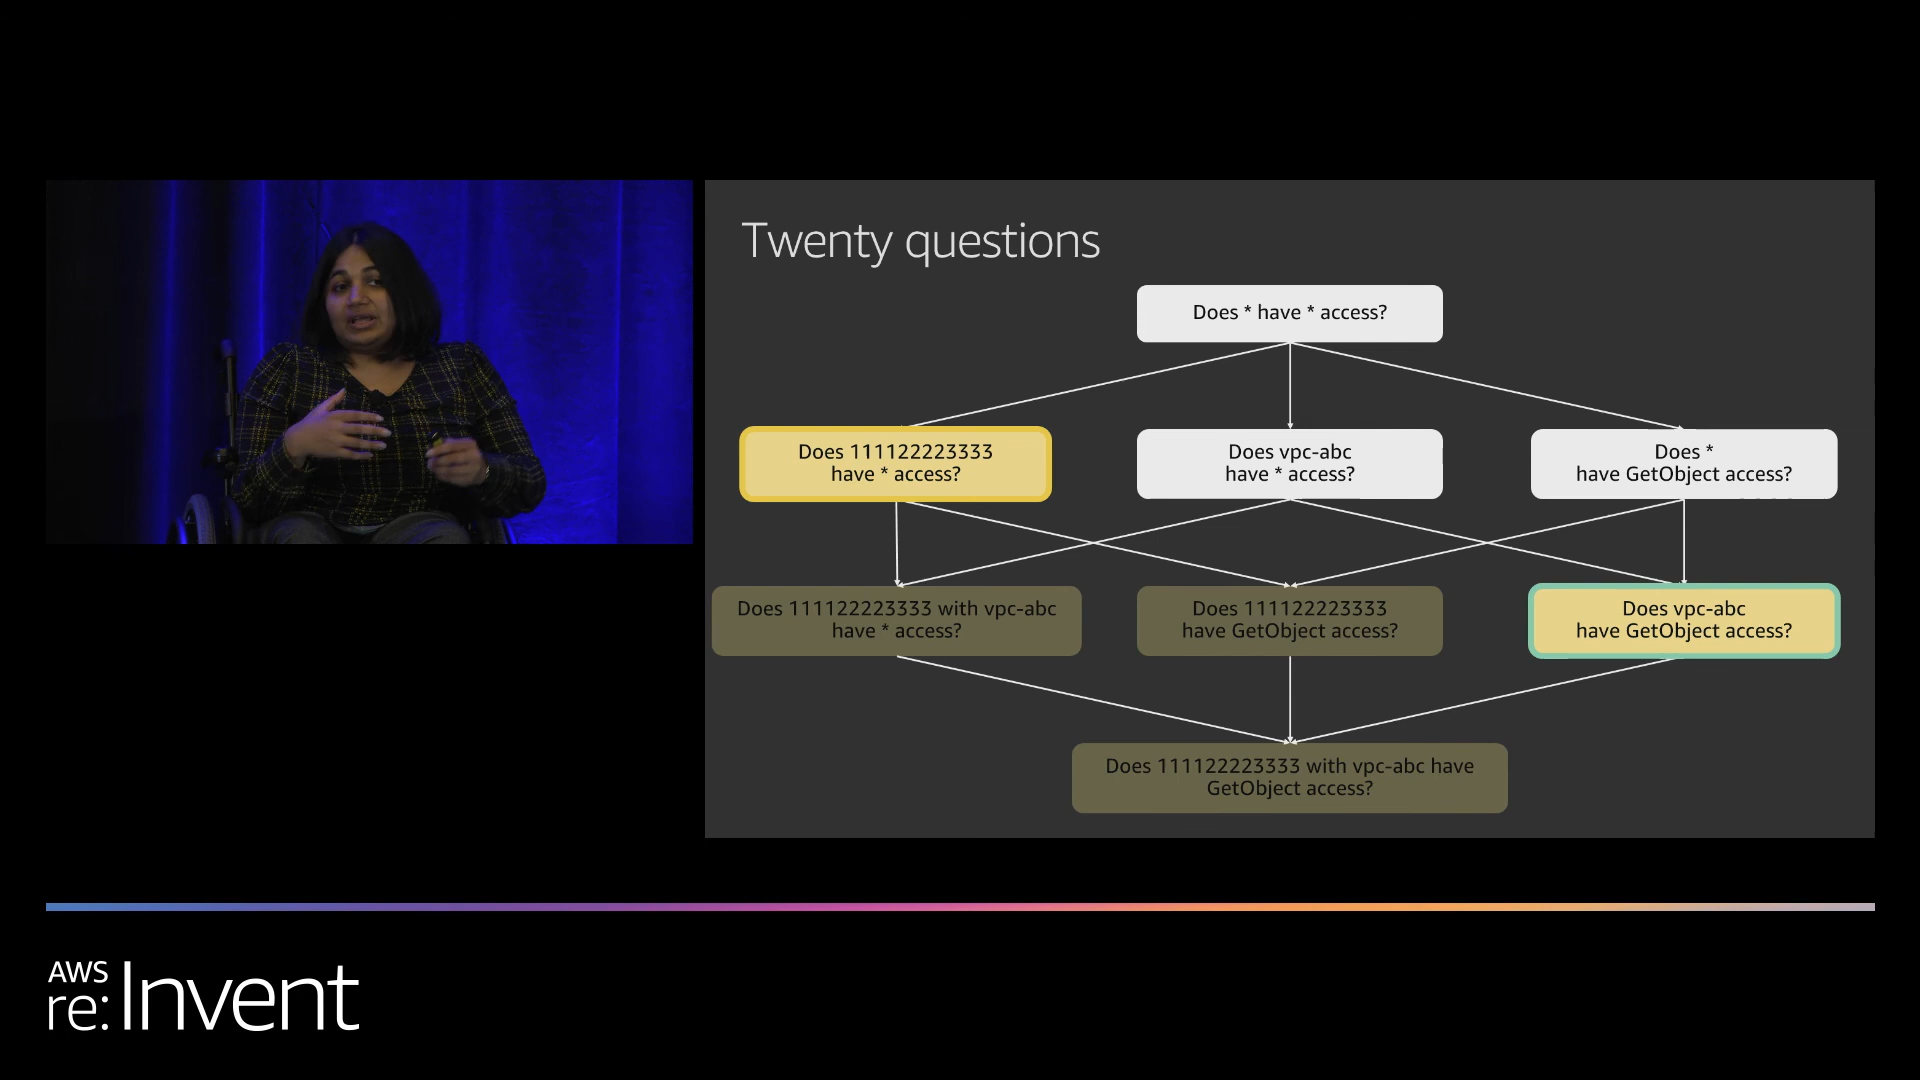 Twenty questions
Does * have * access?
Does 111122223333
have * access?
Does vpc-abc
have * access?
Does *
have GetObject access?
Does 111122223333 with vpc-abc
have * access?
Does 111122223333
have GetObject access?
Does vpc-abc
have GetObject access?
Does 111122223333 with vpc-abc have
GetObject access?
AWS
re:Invent